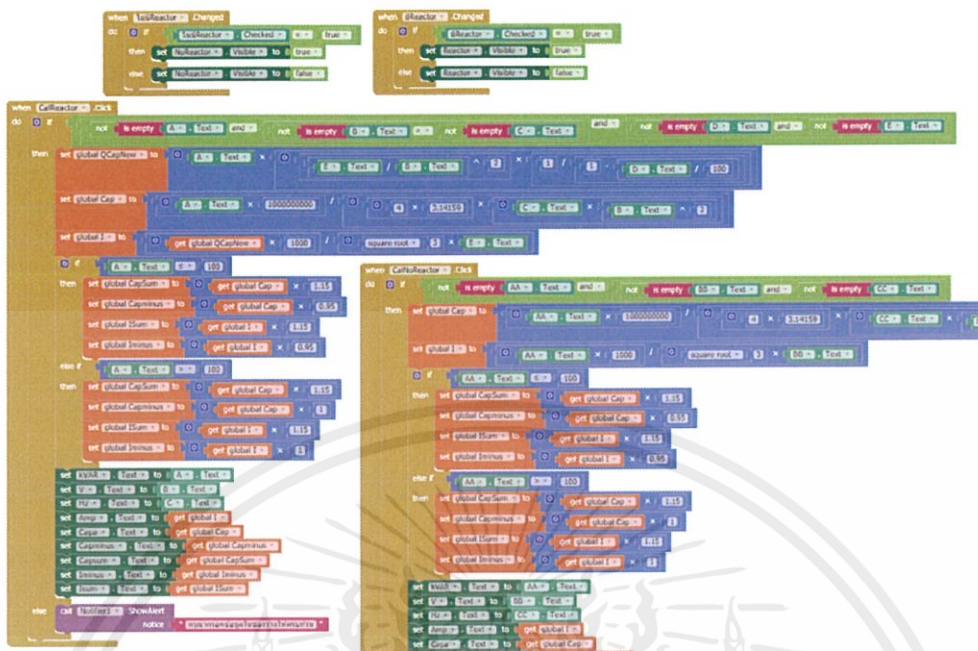 when .Changed
do if .Checked = true
then set NoReactor . Visible to true
else set NoReactor . Visible to false
when .Changed
do if .Checked = true
then set Reactor . Visible to true
else set Reactor . Visible to false
when CalReactor .Click
do if not is empty A . Text and not is empty B . Text not is empty C . Text and not is empty D . Text and not is empty E . Text
then set global QCapNew to A . Text × E . Text / B . Text ^ 2 × 1 / D . Text / 100
set global Cap to A . Text × 1000000000 / 4 × 3.14159 × C . Text × B . Text ^ 2
set global I to get global QCapNew × 1000 / square root 3 × E . Text
if A . Text ≤ 100
then set global CapSum to get global Cap × 1.15
set global Capminus to get global Cap × 0.95
set global ISum to get global I × 1.15
set global Iminus to get global I × 0.95
else if A . Text > 100
then set global CapSum to get global Cap × 1.15
set global Capminus to get global Cap × 1
set global ISum to get global I × 1.15
set global Iminus to get global I × 1
set kVAR . Text to A . Text
set V . Text to B . Text
set Hz . Text to C . Text
set Amp . Text to get global I
set Capa . Text to get global Cap
set Capminus . Text to get global Capminus
set Capsum . Text to get global CapSum
set Iminus . Text to get global Iminus
set Isum . Text to get global ISum
else call Notifier1 .ShowAlert
notice
when CalNoReactor .Click
do if not is empty AA . Text and not is empty BB . Text and not is empty CC . Text
then set global Cap to AA . Text × 1000000000 / 4 × 3.14159 × CC . Text ×
set global I to AA . Text × 1000 / square root 3 × BB . Text
if AA . Text ≤ 100
then set global CapSum to get global Cap × 1.15
set global Capminus to get global Cap × 0.95
set global ISum to get global I × 1.15
set global Iminus to get global I × 0.95
else if AA . Text > 100
then set global CapSum to get global Cap × 1.15
set global Capminus to get global Cap × 1
set global ISum to get global I × 1.15
set global Iminus to get global I × 1
set kVAR . Text to AA . Text
set V . Text to BB . Text
set Hz . Text to CC . Text
set Amp . Text to get global I
set Capa . Text to get global Cap